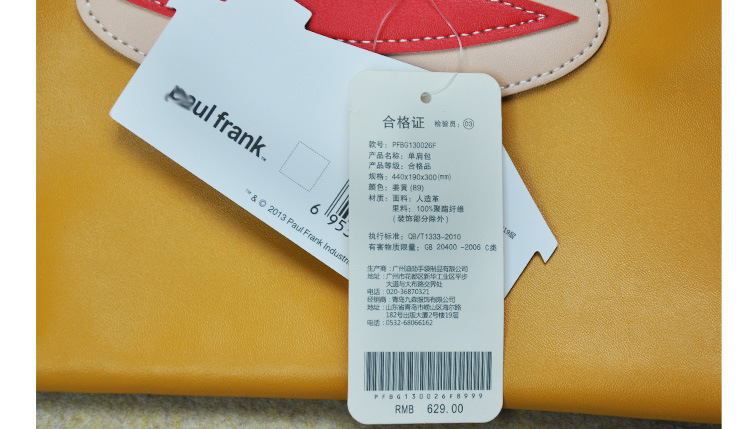 paul frank™
™& © 2013 Paul Frank Industri
6 953
19层
合格证 检验员：03
款号：PFBG130026F
产品名称：单肩包
产品等级：合格品
规格：440x190x300(mm)
颜色：姜黄(89)
材质：面料：人造革
里料：100%聚酯纤维
(装饰部分除外)
执行标准：QB/T1333-2010
有害物质限量：GB 20400 -2006 C类
生产商：广州 手袋制品有限公司
地址：广州市花都区新华工业区平步
大道与大布路交界处
电话：020-36870321
经销商：青岛九森服饰有限公司
地址：山东省青岛市崂山区海尔路
182号出版大厦2号楼19层
电话：0532-68066162
PFBG130026F8999
RMB 629.00